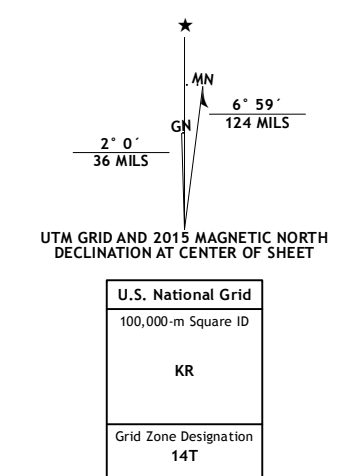 ★
MN
6° 59´
124 MILS
GN
2° 0´
36 MILS
UTM GRID AND 2015 MAGNETIC NORTH
DECLINATION AT CENTER OF SHEET
U.S. National Grid
100,000-m Square ID
KR
Grid Zone Designation
14T